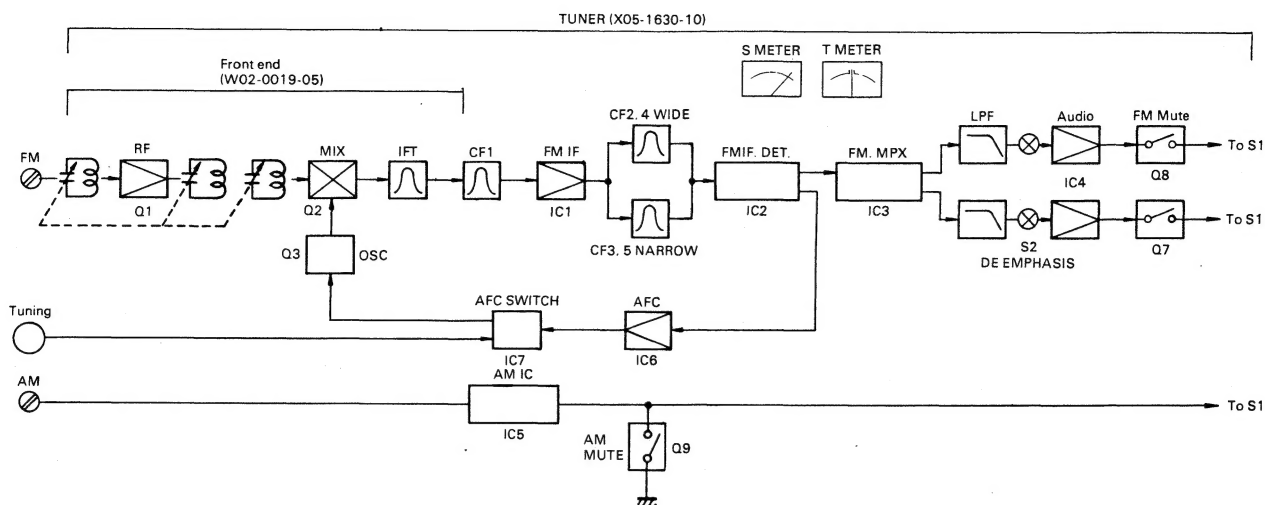 TUNER (X05-1630-10)
S METER
T METER
Front end
(W02-0019-05)
CF2. 4 WIDE
LPF
Audio
FM Mute
FM
RF
MIX
IFT
CF1
FM IF
FMIF. DET.
FM. MPX
To S1
Q1
Q2
IC1
IC2
IC3
IC4
Q8
Q3
OSC
CF3. 5 NARROW
S2
DE EMPHASIS
Q7
To S1
Tuning
AFC SWITCH
AFC
IC7
IC6
AM
AM IC
IC5
To S1
AM
MUTE
Q9